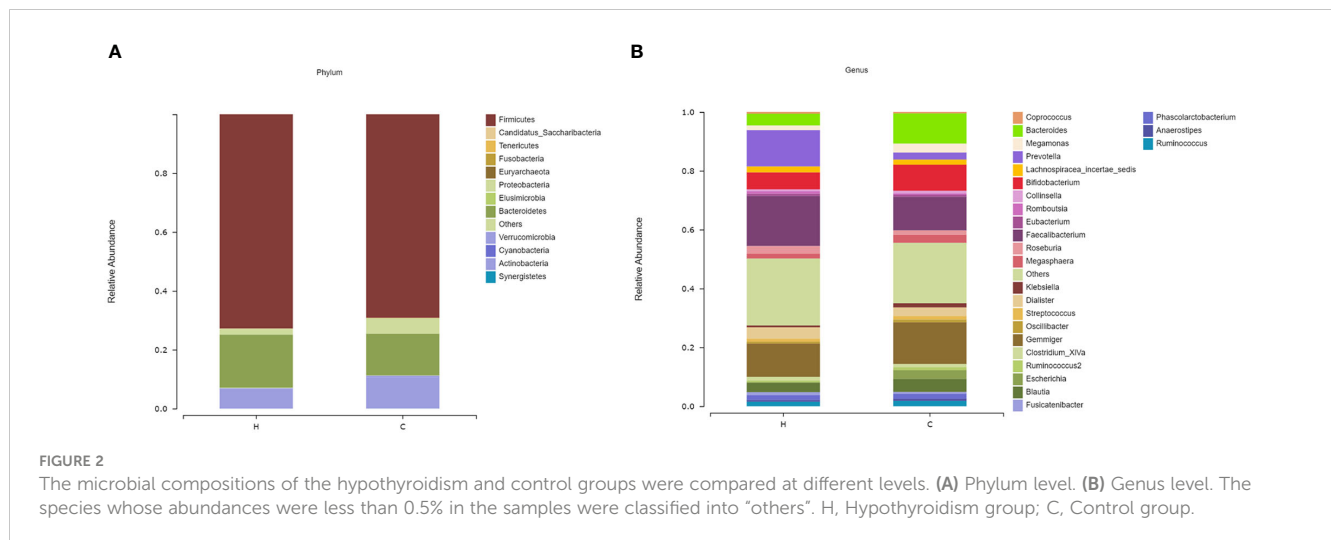 A
Phylum
Relative Abundance
0.8
0.6
0.4
0.2
0.0
H
C
Firmicutes
Candidatus_Saccharibacteria
Tenericutes
Fusobacteria
Euryarchaeota
Proteobacteria
Elusimicrobia
Bacteroidetes
Others
Verrucomicrobia
Cyanobacteria
Actinobacteria
Synergistetes
B
Genus
Relative Abundance
1.0
0.8
0.6
0.4
0.2
0.0
H
C
Coprococcus
Bacteroides
Megamonas
Prevotella
Lachnospiracea_incertae_sedis
Bifidobacterium
Collinsella
Romboutsia
Eubacterium
Faecalibacterium
Roseburia
Megasphaera
Others
Klebsiella
Dialister
Streptococcus
Oscillibacter
Gemmiger
Clostridium_XIVa
Ruminococcus2
Escherichia
Blautia
Fusicatenibacter
Phascolarctobacterium
Anaerostipes
Ruminococcus
FIGURE 2
The microbial compositions of the hypothyroidism and control groups were compared at different levels. (A) Phylum level. (B) Genus level. The
species whose abundances were less than 0.5% in the samples were classified into “others”. H, Hypothyroidism group; C, Control group.